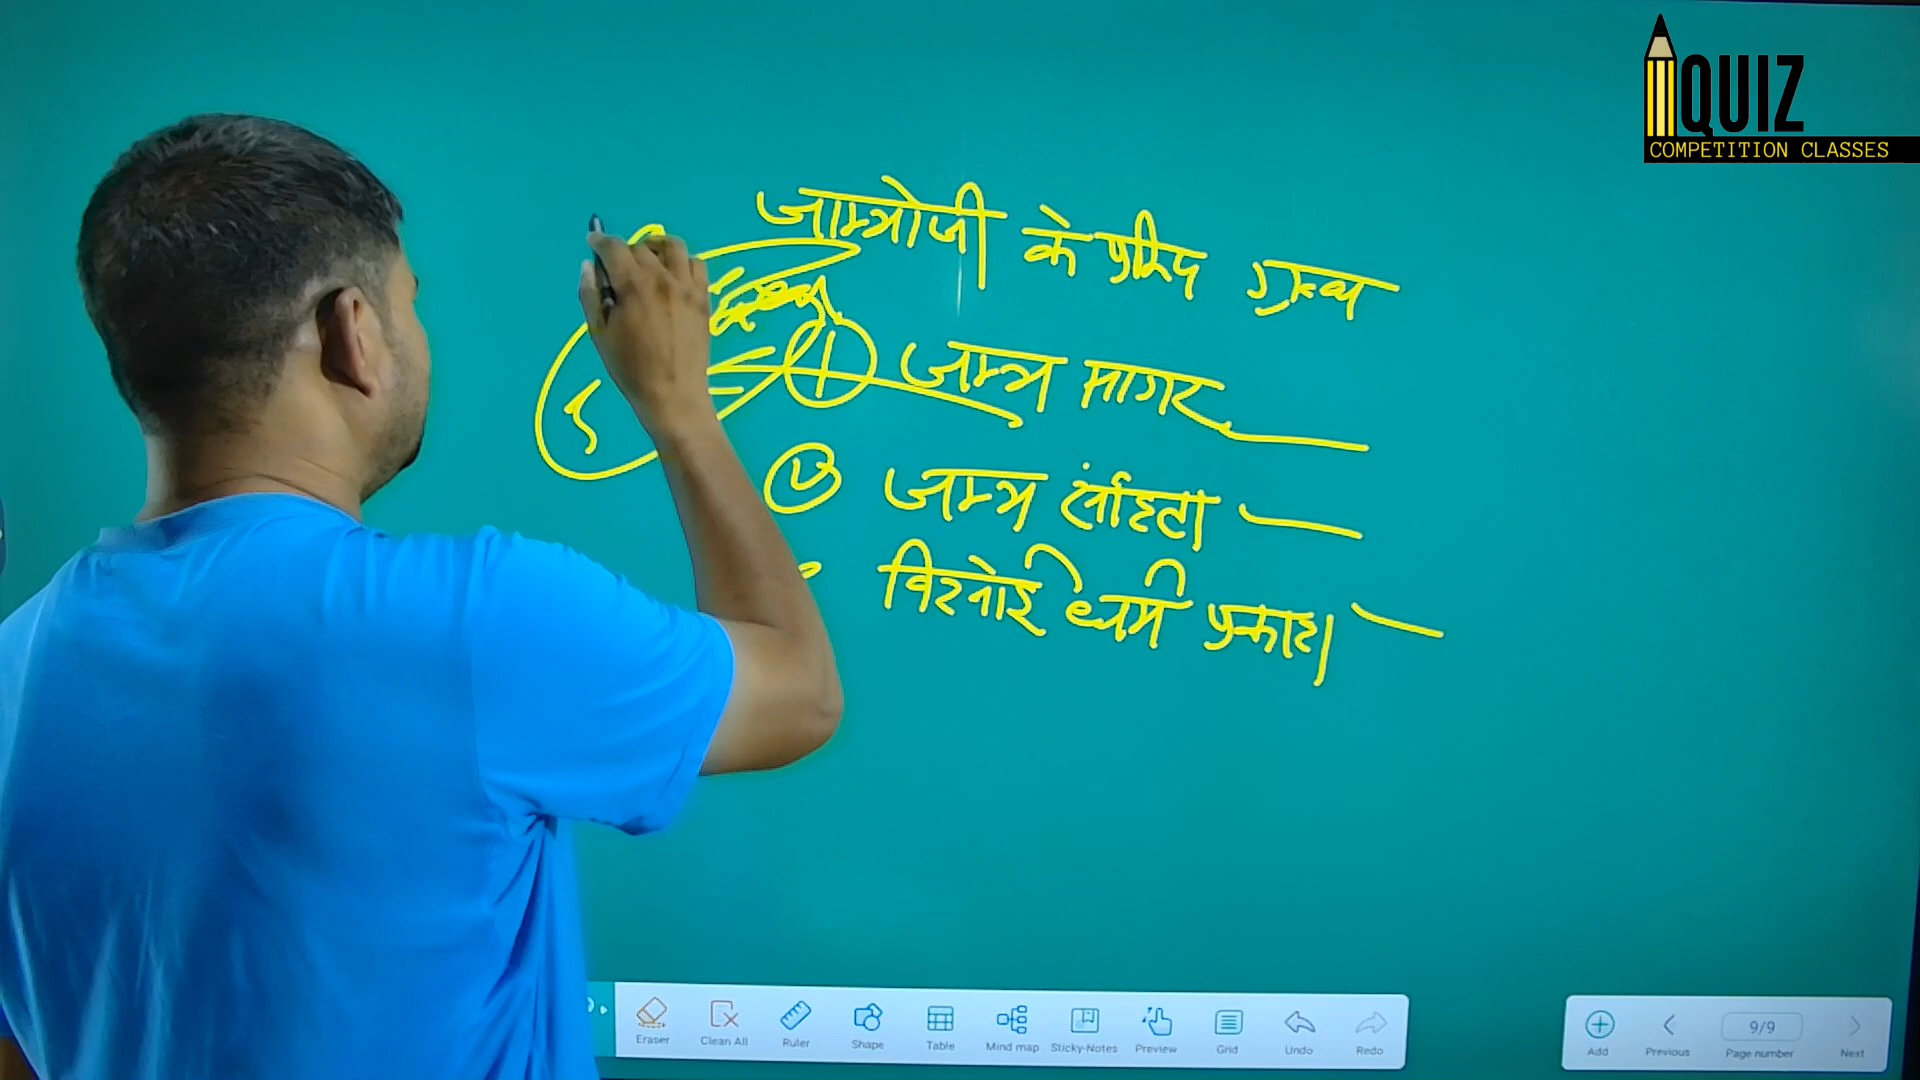 QUIZ
COMPETITION CLASSES
जाम्भोजी के प्रसिद्ध ग्रन्थ
1 जम्भ सागर
2 जम्भ संहिता
विश्नोई धर्म प्रकाश
Eraser
Clean All
Ruler
Shape
Table
Mind map
Sticky-Notes
Preview
Grid
Undo
Redo
Add
Previous
9/9
Page number
Next